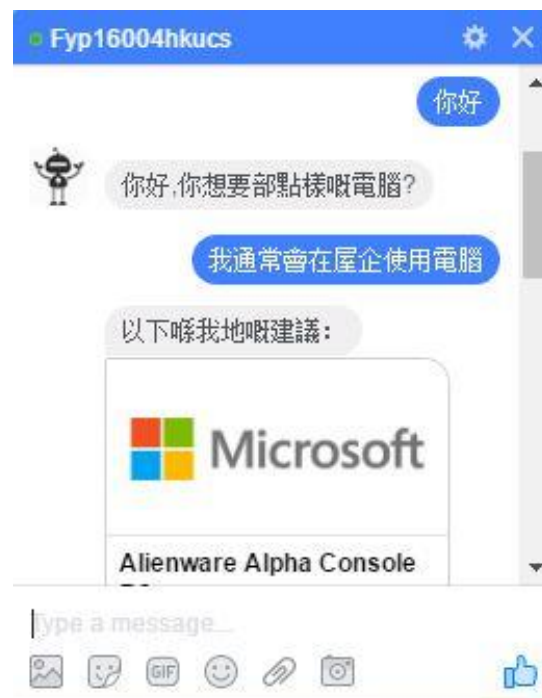 Fyp16004hkucs
你好
你好,你想要部點樣嘅電腦?
我通常會在屋企使用電腦
以下喺我地嘅建議:
Microsoft
Alienware Alpha Console
Type a message...
GIF